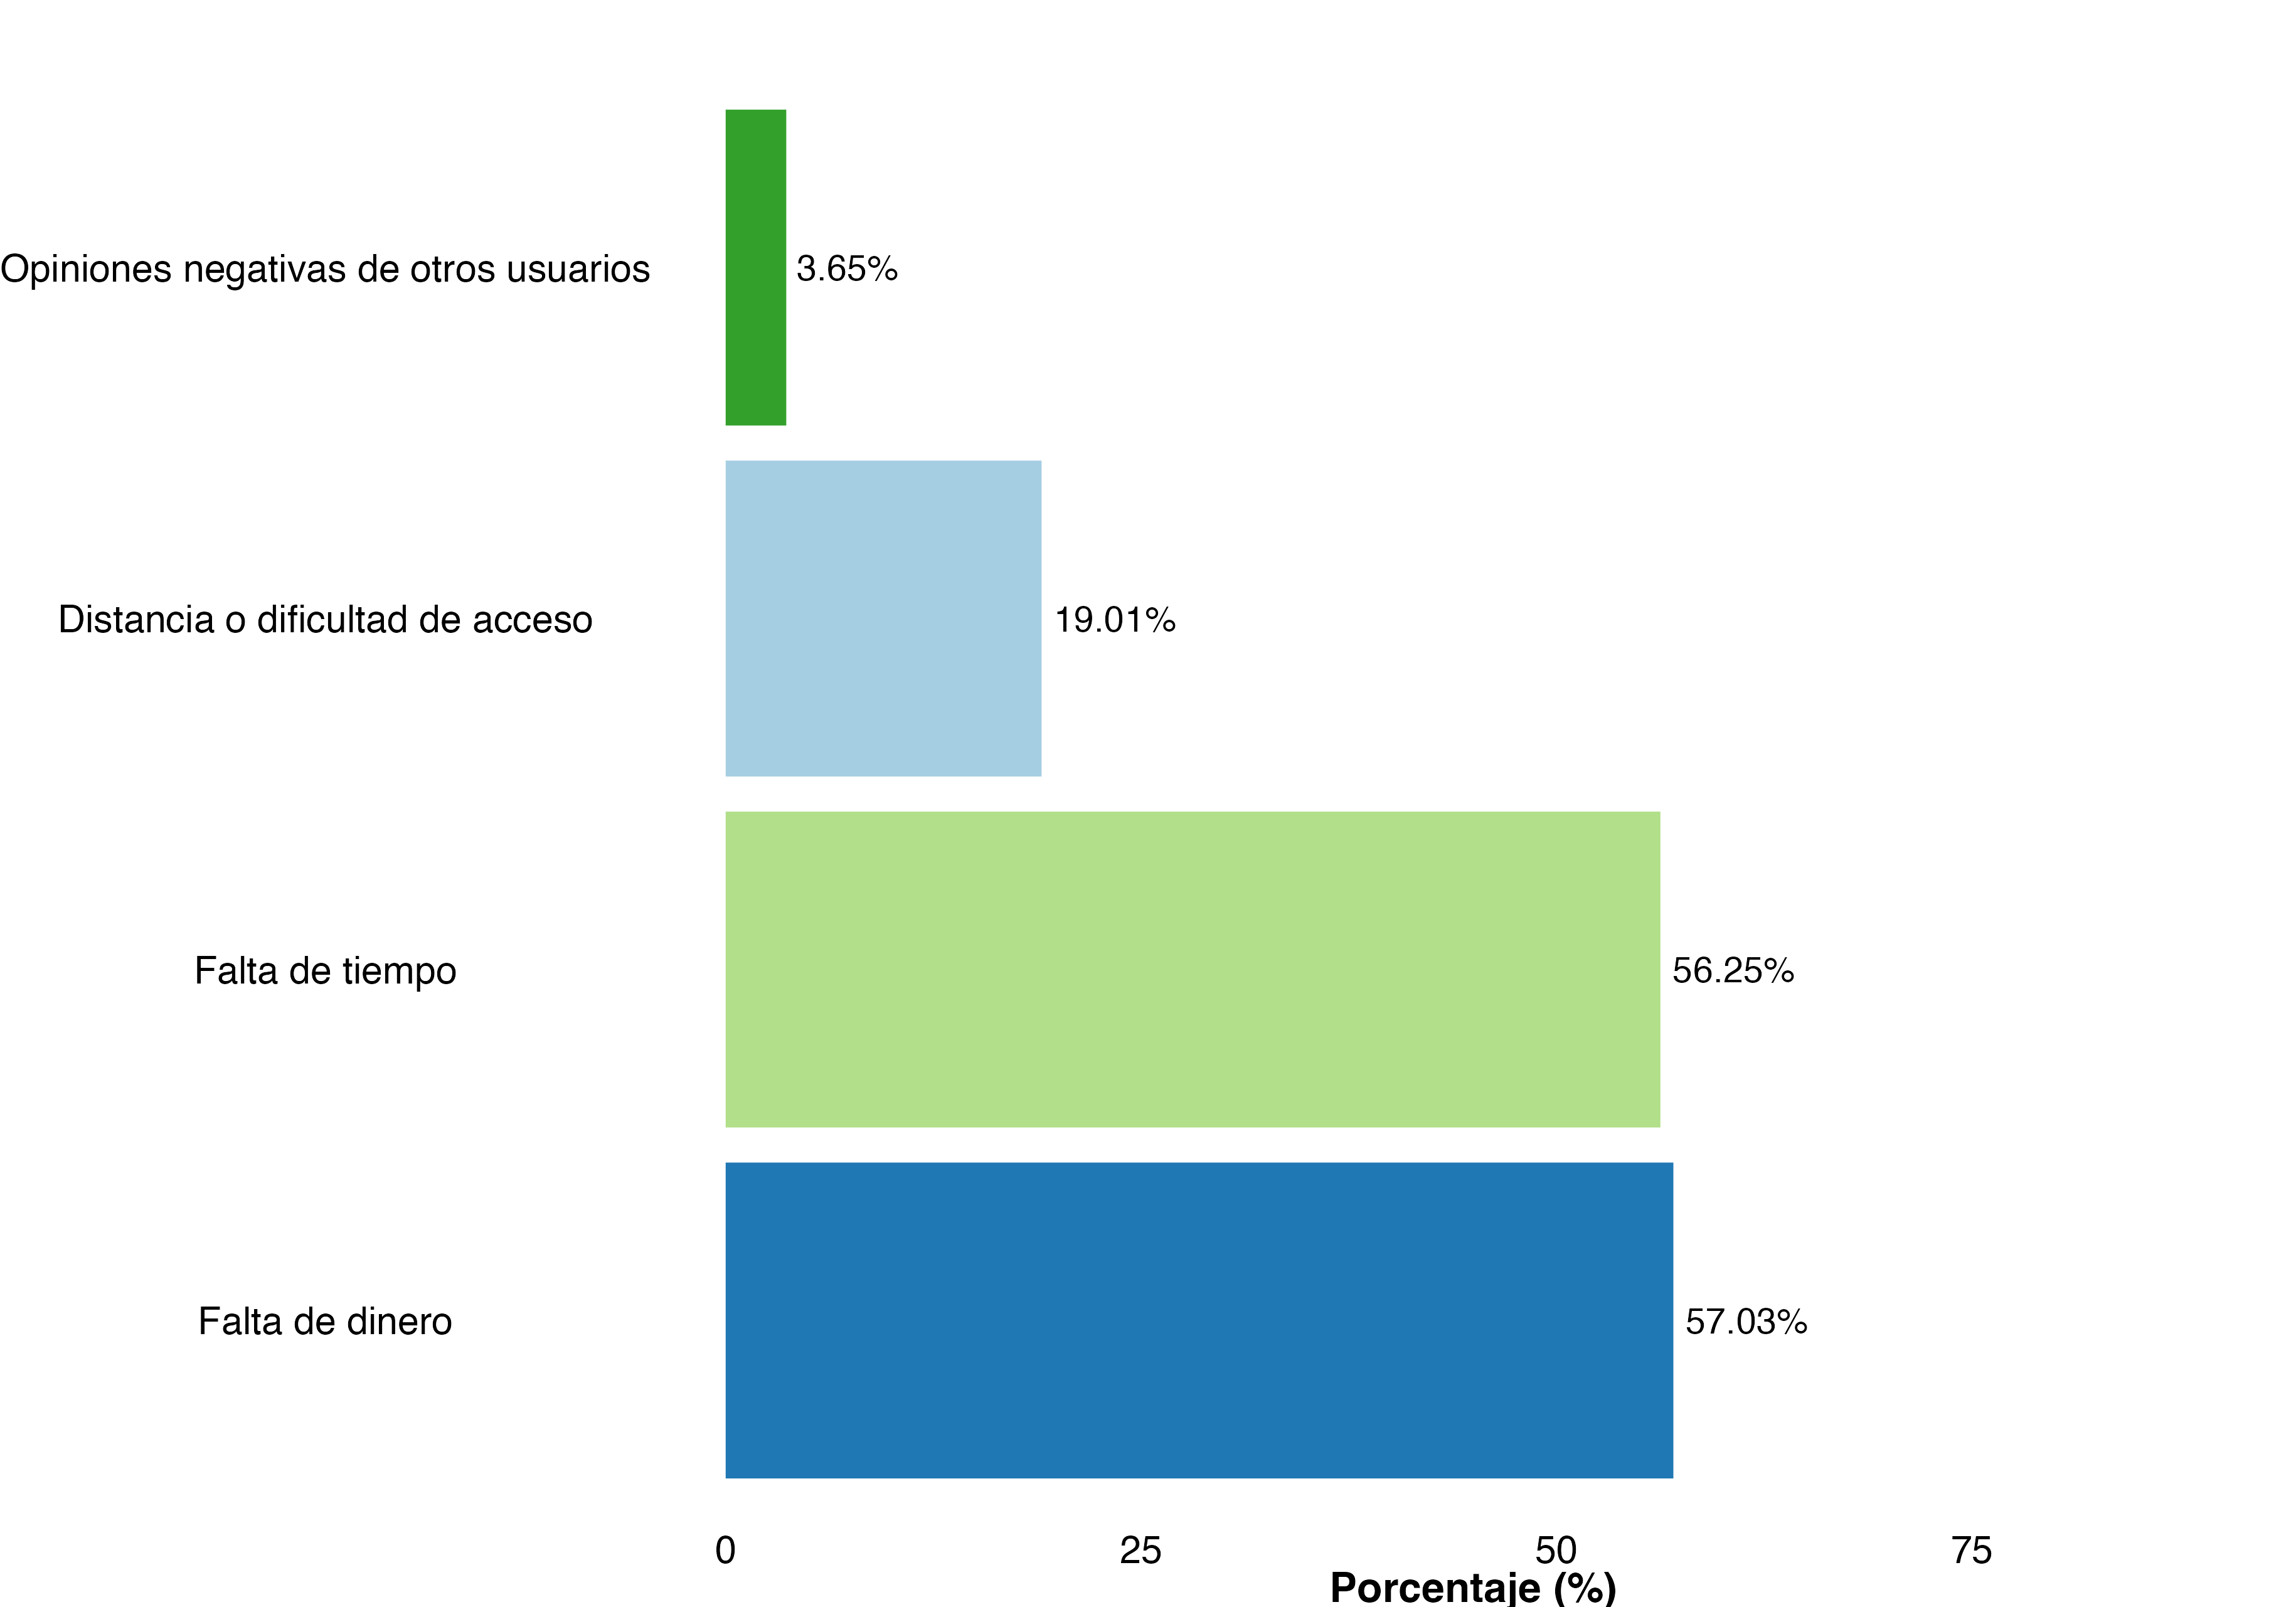 Opiniones negativas de otros usuarios 3.65%
Distancia o dificultad de acceso 19.01%
Falta de tiempo 56.25%
Falta de dinero 57.03%
0 25 50 75
Porcentaje (%)